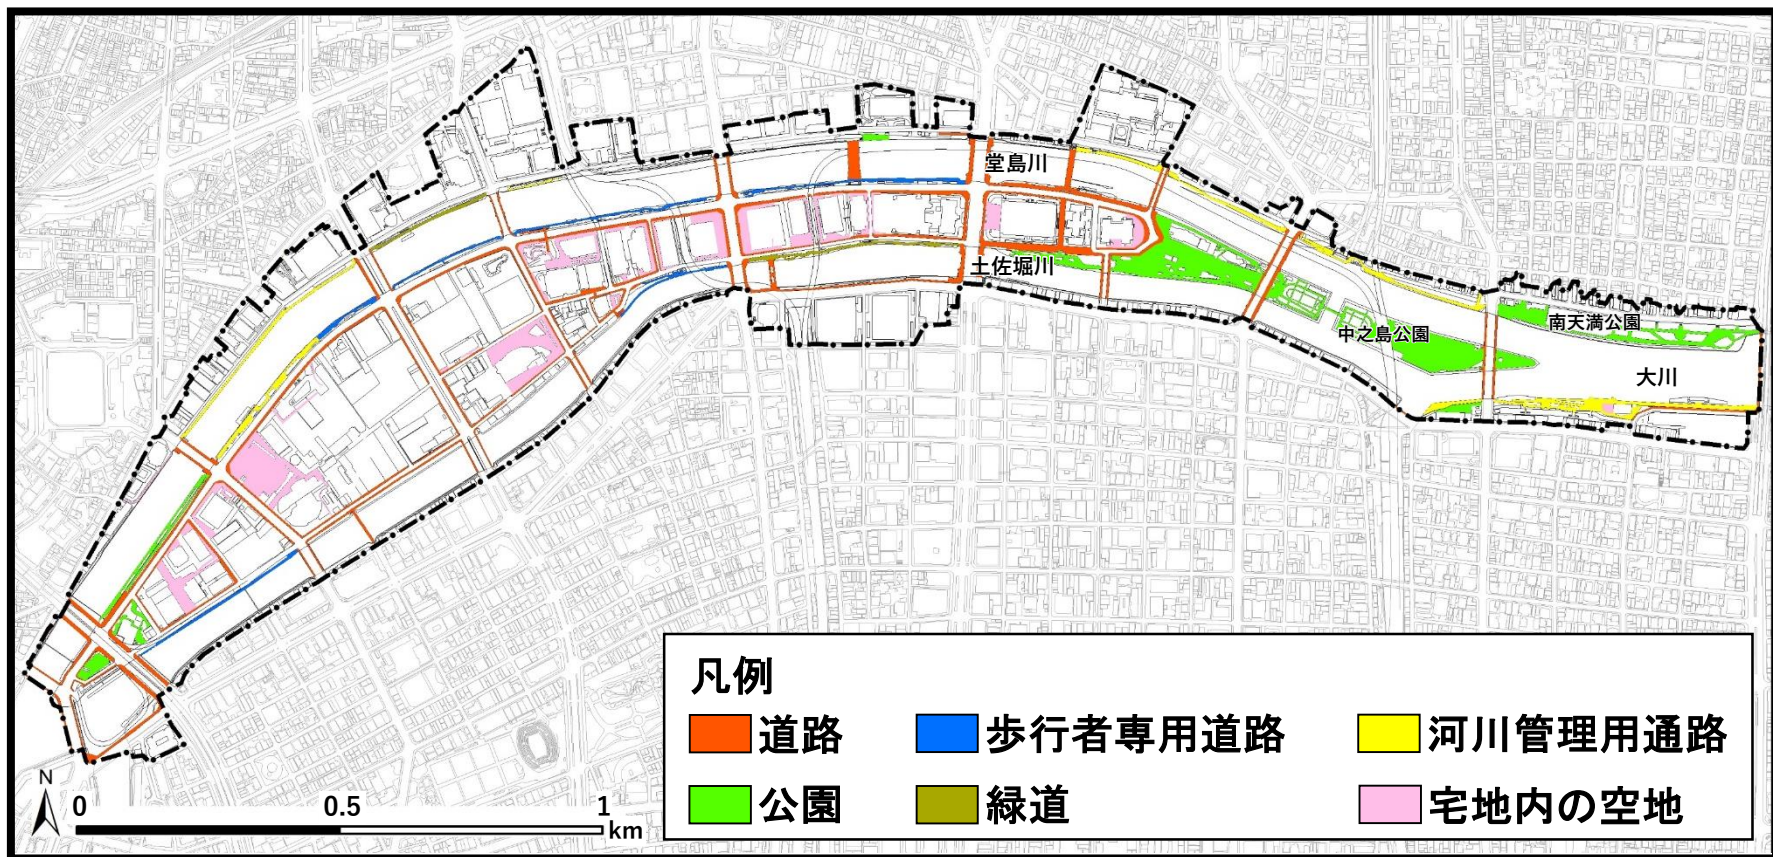 堂島川
土佐堀川
中之島公園
南天満公園
大川
凡例
道路 歩行者専用道路 河川管理用通路
公園 緑道 宅地内の空地
N
0 0.5 1
km